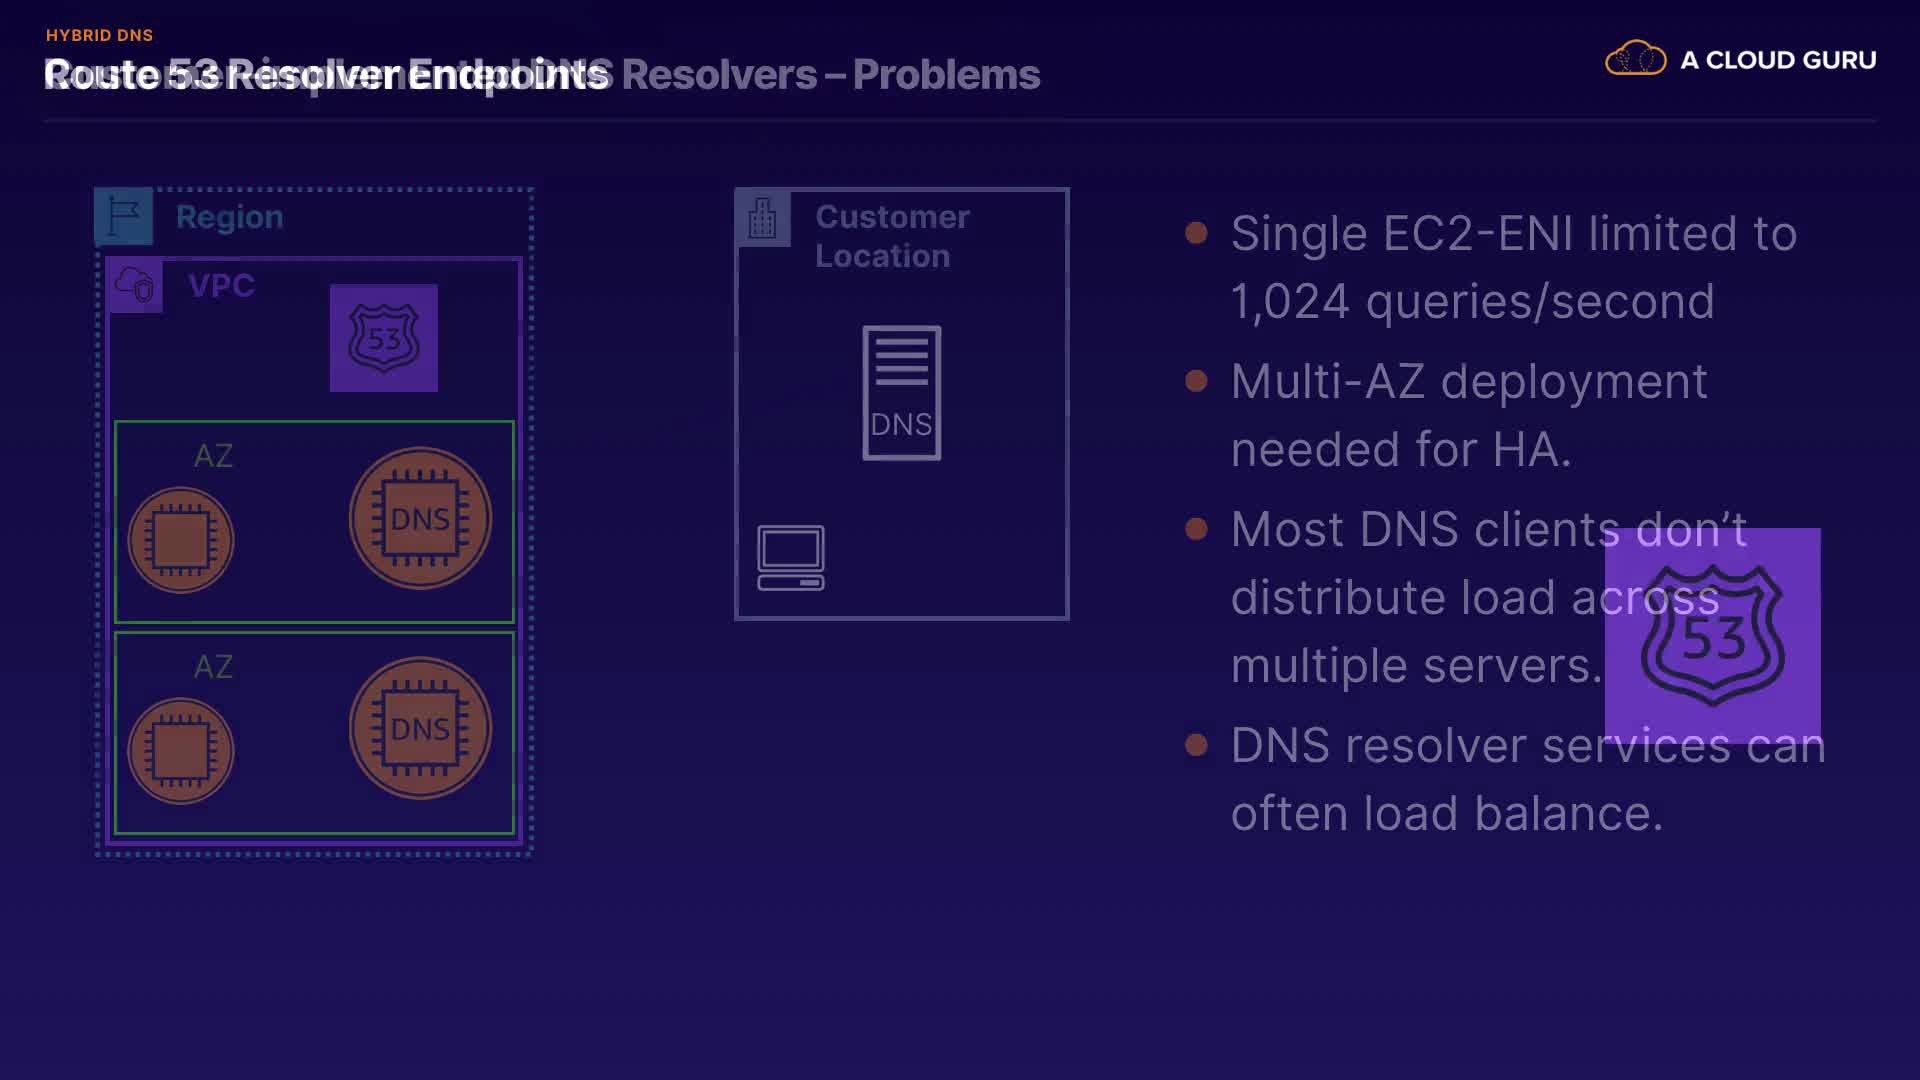 HYBRID DNS
Route 53 Resolver Endpoints
DNS Resolvers – Problems
A CLOUD GURU
Region
VPC
53
AZ
DNS
AZ
DNS
Customer
Location
DNS
Single EC2-ENI limited to
1,024 queries/second
Multi-AZ deployment
needed for HA.
Most DNS clients don’t
distribute load across
multiple servers.
DNS resolver services can
often load balance.
53